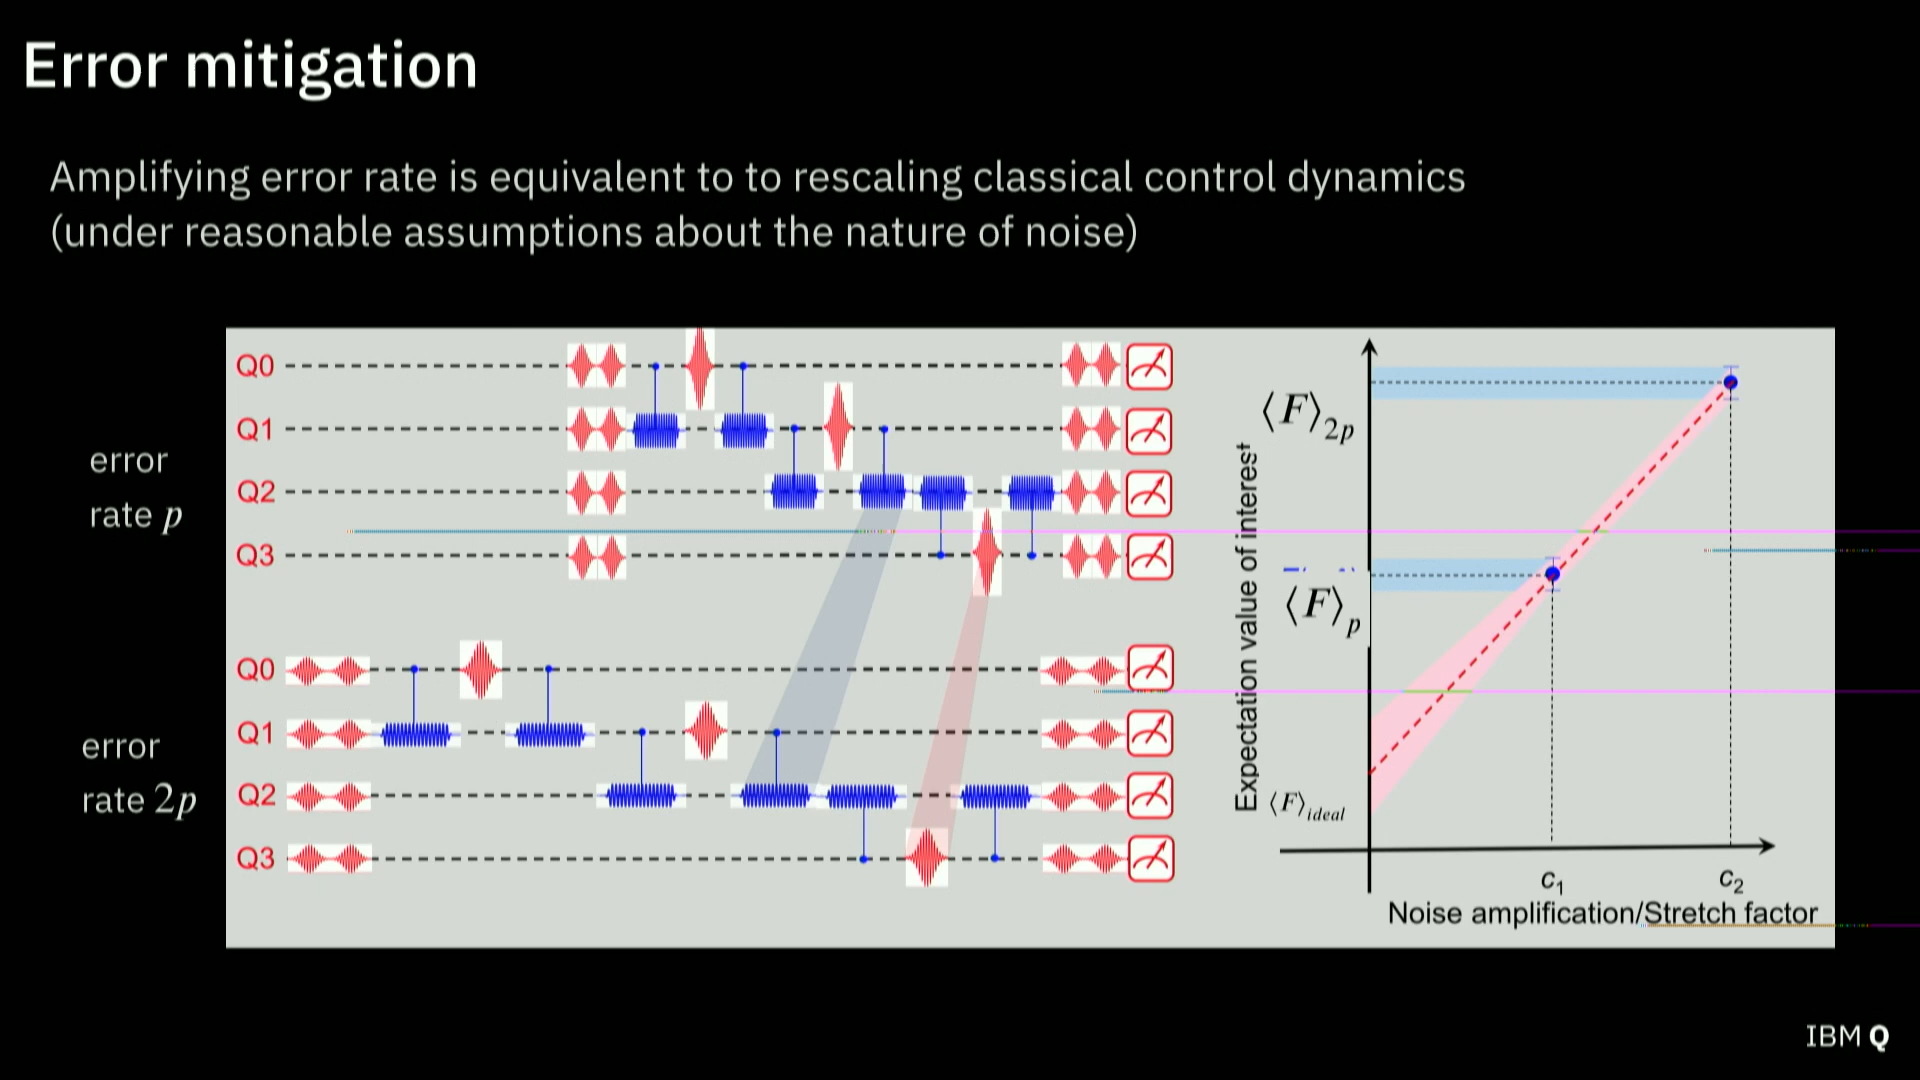 Error mitigation
Amplifying error rate is equivalent to to rescaling classical control dynamics
(under reasonable assumptions about the nature of noise)
error
rate p
Q0
Q1
Q2
Q3
error
rate 2p
Q0
Q1
Q2
Q3
Expectation value of interest
⟨F⟩2p
⟨F⟩p
⟨F⟩ideal
c1
c2
Noise amplification/Stretch factor
IBM Q